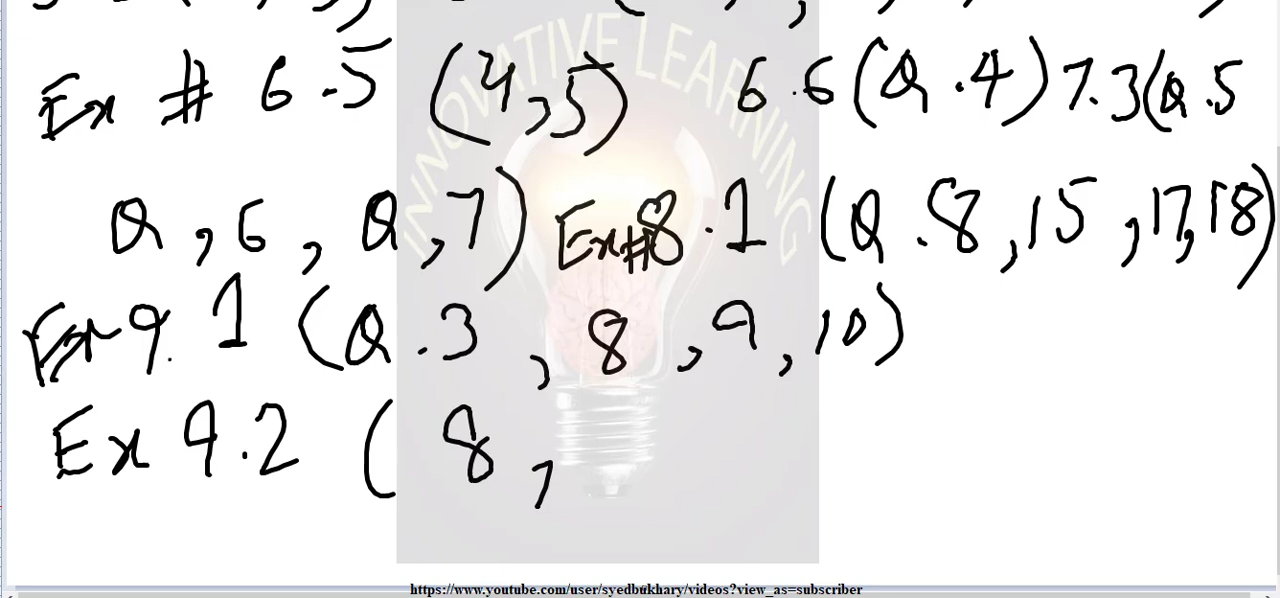 Ex # 6.5 (4,5) 6.6 (Q.4) 7.3(Q.5
Q,6, Q,7) Ex#8.1 (Q.8,15,17,18)
Ex 9.1 (Q.3, 8, 9, 10)
Ex 9.2 ( 8,
INNOVATIVE LEARNING
https://www.youtube.com/user/syedbukhary/videos?view_as=subscriber